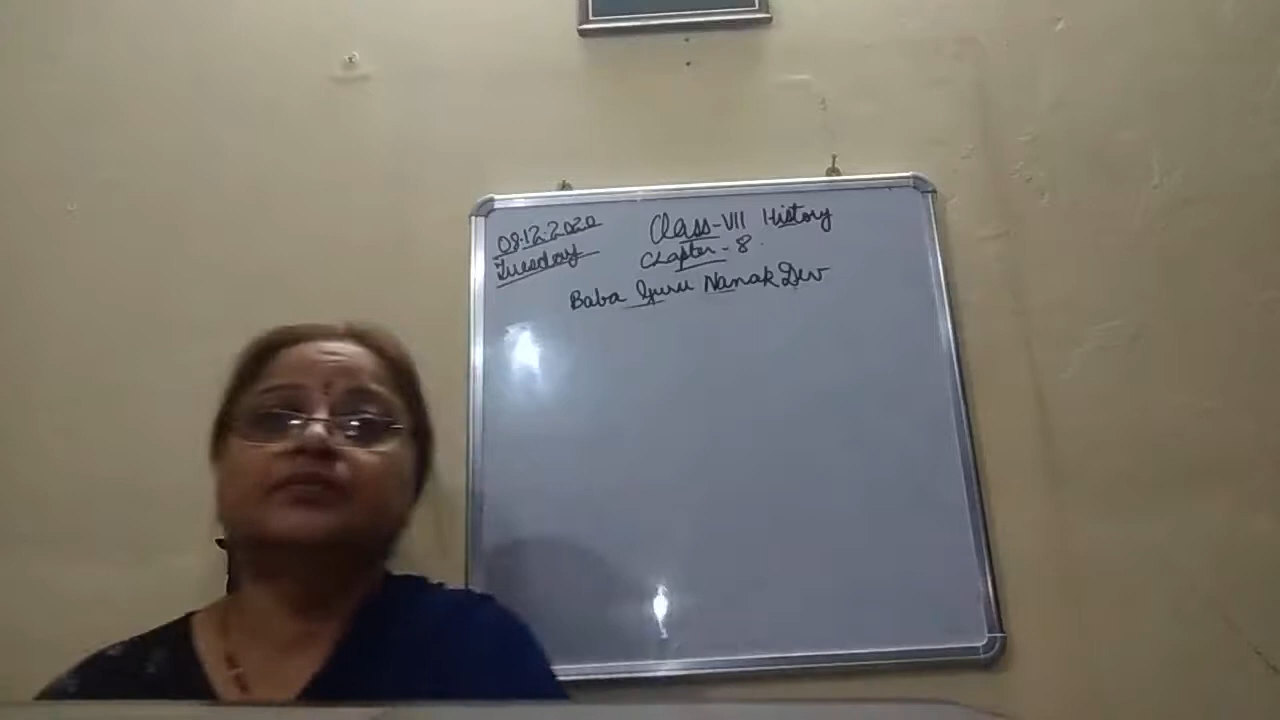 08.12.2020
Tuesday
Class-VII History
Chapter-8
Baba Guru Nanak Dev